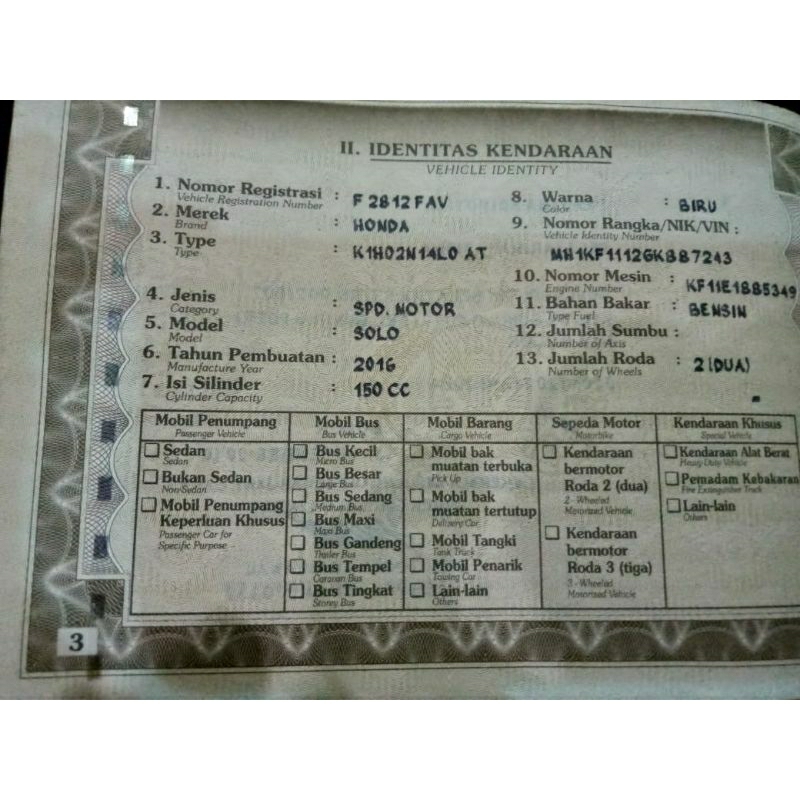 II. IDENTITAS KENDARAAN
VEHICLE IDENTITY
1. Nomor Registrasi : F 2812 FAV
Vehicle Registration Number
2. Merek : HONDA
Brand
3. Type : K1H02N14L0 AT
Type
4. Jenis : SPD. MOTOR
Category
5. Model : SOLO
Model
6. Tahun Pembuatan : 2016
Manufacture Year
7. Isi Silinder : 150 CC
Cylinder Capacity
8. Warna : BIRU
Color
9. Nomor Rangka/NIK/VIN :
Vehicle Identity Number
MH1KF1112GK887243
10. Nomor Mesin : KF11E1885349
Engine Number
11. Bahan Bakar : BENSIN
Type Fuel
12. Jumlah Sumbu :
Number of Axis
13. Jumlah Roda : 2 (DUA)
Number of Wheels
Mobil Penumpang
Passenger Vehicle
Sedan
Sedan
Bukan Sedan
Non-Sedan
Mobil Penumpang
Keperluan Khusus
Passenger Car for
Specific Purpose
Mobil Bus
Bus Vehicle
Bus Kecil
Micro Bus
Bus Besar
Large Bus
Bus Sedang
Medium Bus
Bus Maxi
Maxi Bus
Bus Gandeng
Trailer Bus
Bus Tempel
Caravan Bus
Bus Tingkat
Storey Bus
Mobil Barang
Cargo Vehicle
Mobil bak
muatan terbuka
Pick Up
Mobil bak
muatan tertutup
Delivery Car
Mobil Tangki
Tank Truck
Mobil Penarik
Towing Car
Lain-lain
Others
Sepeda Motor
Motorbike
Kendaraan
bermotor
Roda 2 (dua)
2 - Wheeled
Motorized Vehicle
Kendaraan
bermotor
Roda 3 (tiga)
3 - Wheeled
Motorized Vehicle
Kendaraan Khusus
Special Vehicle
Kendaraan Alat Berat
Heavy Duty Vehicle
Pemadam Kebakaran
Fire Extinguisher Truck
Lain-lain
Others
3